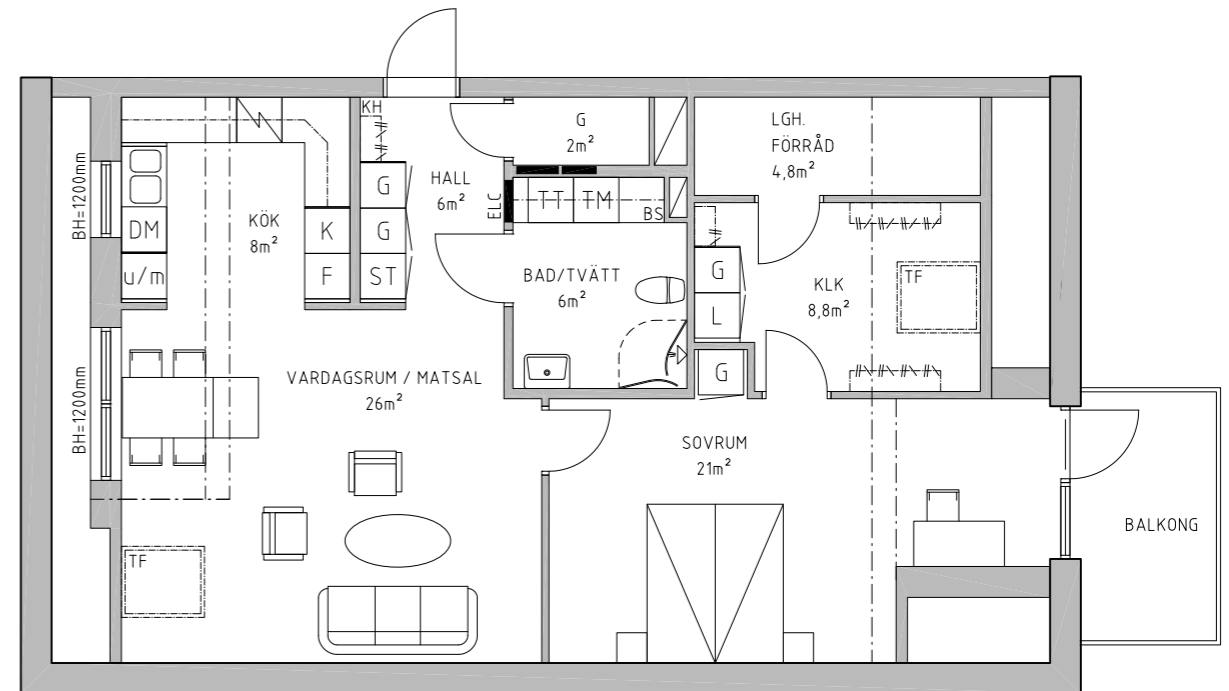 KH
G
2m²
LGH.
FÖRRÅD
4,8m²
BH=1200mm
KÖK
8m²
DM
u/m
K
F
G
G
ST
HALL
6m²
ELC
TT
TM
BS
BAD/TVÄTT
6m²
G
L
G
KLK
8,8m²
TF
BH=1200mm
VARDAGSRUM / MATSAL
26m²
SOVRUM
21m²
TF
BALKONG